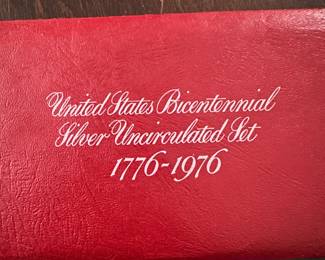 United States Bicentennial
Silver Uncirculated Set
1776-1976